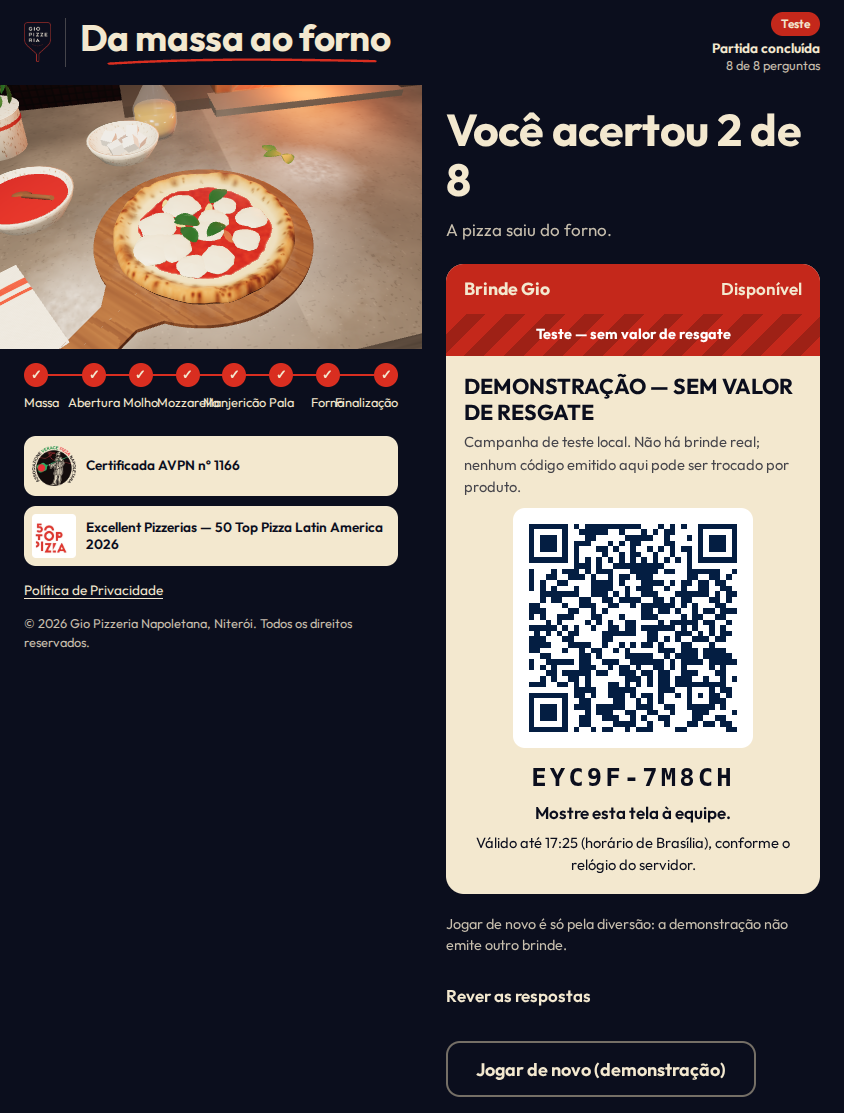 GIO
PIZZE
RIA
Da massa ao forno
Teste
Partida concluída
8 de 8 perguntas
Massa Abertura Molho Mozzarella Manjericão Pala Forno Finalização
Certificada AVPN nº 1166
50
TOP
PIZZA
Excellent Pizzerias — 50 Top Pizza Latin America
2026
Política de Privacidade
© 2026 Gio Pizzeria Napoletana, Niterói. Todos os direitos
reservados.
Você acertou 2 de
8
A pizza saiu do forno.
Brinde Gio Disponível
Teste — sem valor de resgate
DEMONSTRAÇÃO — SEM VALOR
DE RESGATE
Campanha de teste local. Não há brinde real;
nenhum código emitido aqui pode ser trocado por
produto.
EYC9F-7M8CH
Mostre esta tela à equipe.
Válido até 17:25 (horário de Brasília), conforme o
relógio do servidor.
Jogar de novo é só pela diversão: a demonstração não
emite outro brinde.
Rever as respostas
Jogar de novo (demonstração)